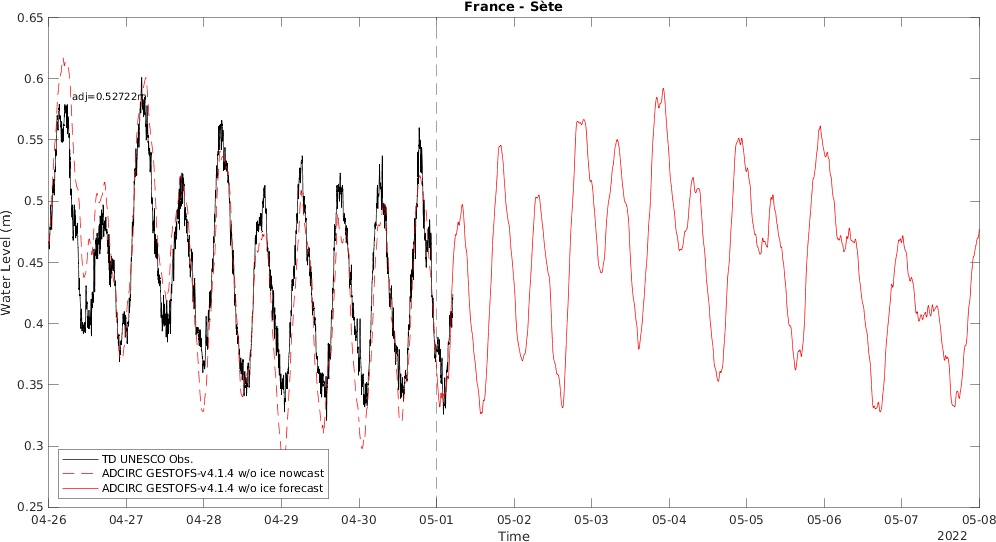 France - Sète
0.65
0.6
0.55
0.5
0.45
0.4
0.35
0.3
0.25
Water Level (m)
adj=0.52722m
TD UNESCO Obs.
ADCIRC GESTOFS-v4.1.4 w/o ice nowcast
ADCIRC GESTOFS-v4.1.4 w/o ice forecast
04-26 04-27 04-28 04-29 04-30 05-01 05-02 05-03 05-04 05-05 05-06 05-07 05-08
Time
2022